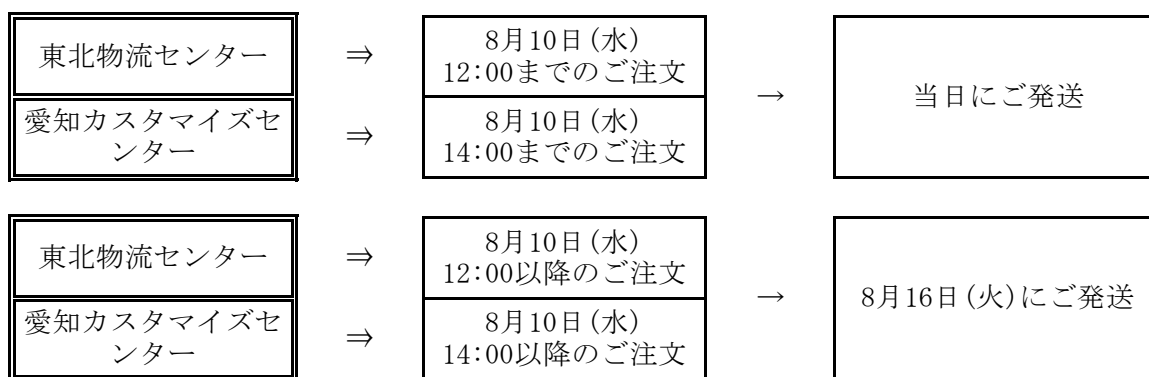 東北物流センター ⇒ 8月10日(水)
12:00までのご注文
愛知カスタマイズセ
ンター ⇒ 8月10日(水)
14:00までのご注文
→ 当日にご発送
東北物流センター ⇒ 8月10日(水)
12:00以降のご注文
愛知カスタマイズセ
ンター ⇒ 8月10日(水)
14:00以降のご注文
→ 8月16日(火)にご発送